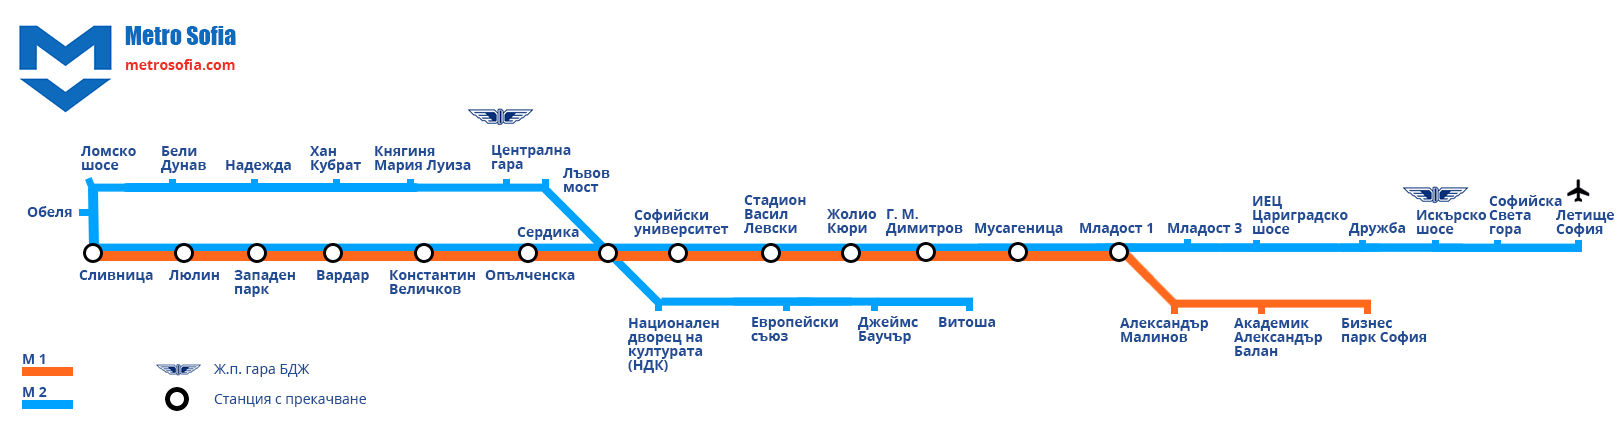 Metro Sofia
metrosofia.com
Ломско
шосе
Бели
Дунав
Надежда
Хан
Кубрат
Княгиня
Мария Луиза
Централна
гара
Лъвов
мост
Обеля
Сердика
Софийски
университет
Стадион
Васил
Левски
Жолио
Кюри
Г. М.
Димитров
Мусагеница
Младост 1
Младост 3
ИЕЦ
Цариградско
шосе
Дружба
Искърско
шосе
Софийска
Света
гора
Летище
София
Сливница
Люлин
Западен
парк
Вардар
Константин
Величков
Опълченска
Национален
дворец на
културата
(НДК)
Европейски
съюз
Джеймс
Баучър
Витоша
Александър
Малинов
Академик
Александър
Балан
Бизнес
парк София
М 1
М 2
Ж.п. гара БДЖ
Станция с прекачване